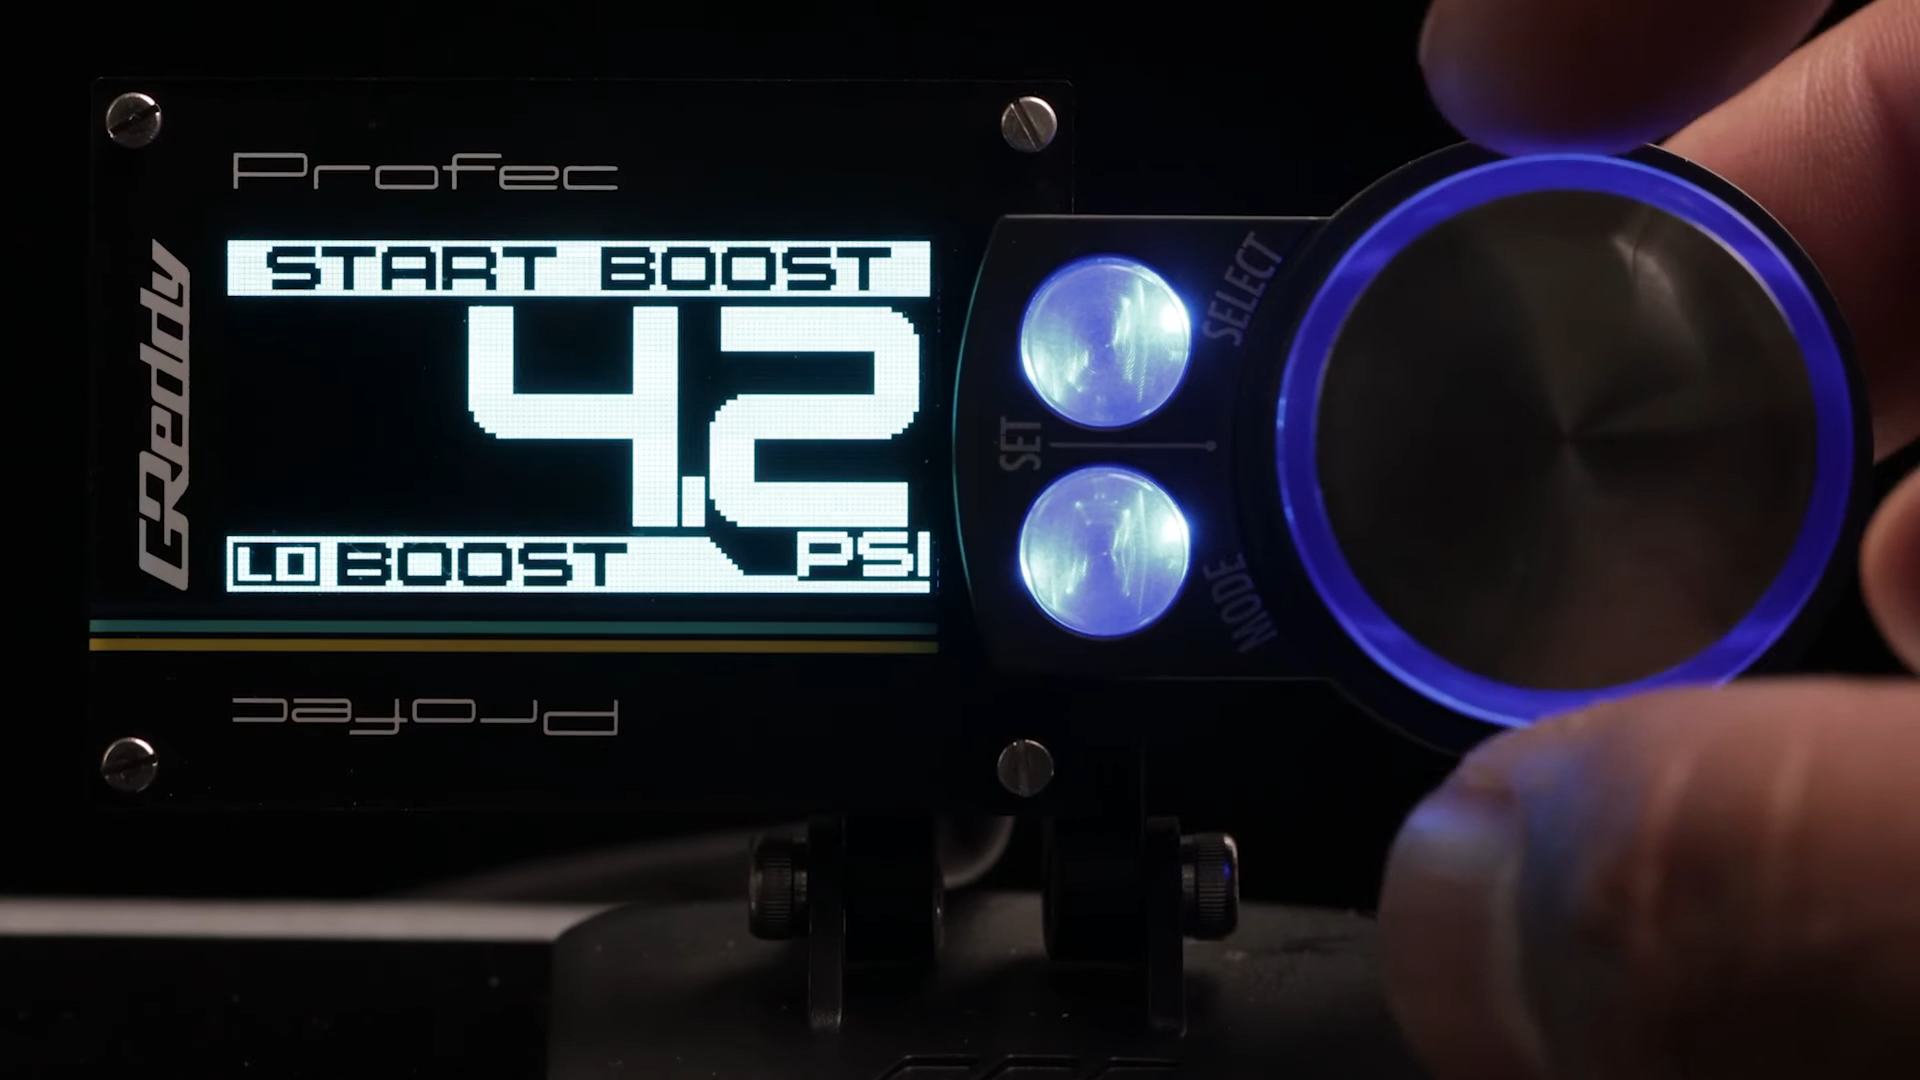 Profec
GReddy
START BOOST
4.2
PSI
LO BOOST
SELECT
SET
MODE
Profec